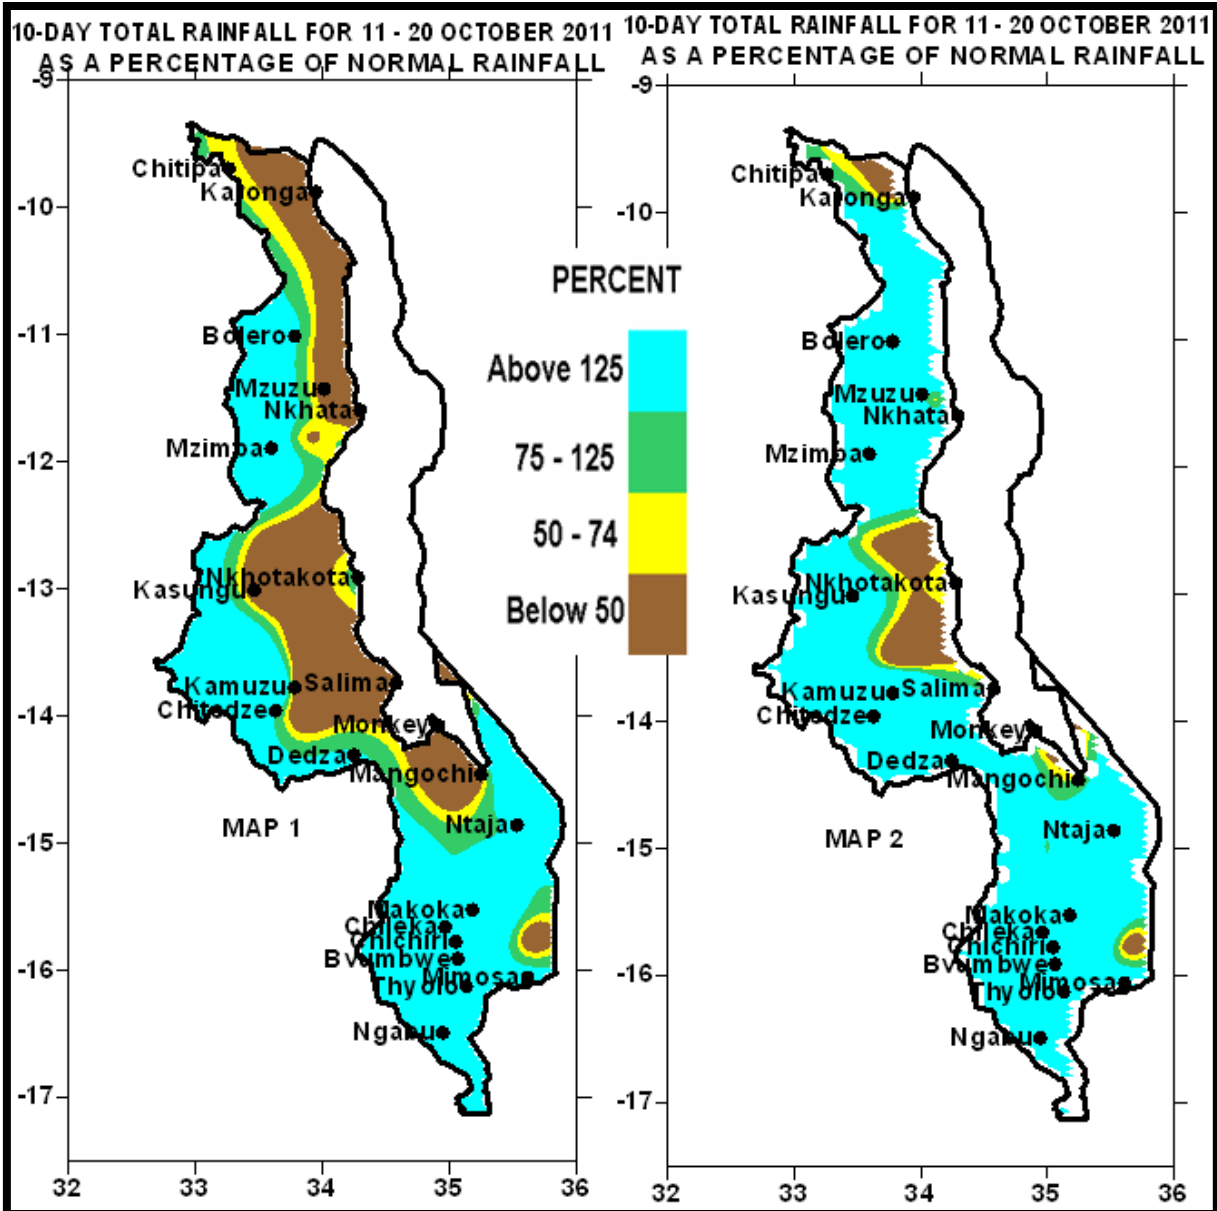 10-DAY TOTAL RAINFALL FOR 11 - 20 OCTOBER 2011
AS A PERCENTAGE OF NORMAL RAINFALL
-9
-10
-11
-12
-13
-14
-15
-16
-17
32
33
34
35
36
Chitipa
Karonga
Bolero
Mzuzu
Nkhata
Mzimba
Nkhotakota
Kasungu
Kamuzu
Salima
Chitedze
Monkey
Dedza
Mangochi
Ntaja
MAP 1
Makoka
Chileka
Chichiri
Bvumbwe
Mimosa
Thyolo
Ngabu
PERCENT
Above 125
75 - 125
50 - 74
Below 50
10-DAY TOTAL RAINFALL FOR 11 - 20 OCTOBER 2011
AS A PERCENTAGE OF NORMAL RAINFALL
-9
-10
-11
-12
-13
-14
-15
-16
-17
32
33
34
35
36
Chitipa
Karonga
Bolero
Mzuzu
Nkhata
Mzimba
Nkhotakota
Kasungu
Kamuzu
Salima
Chitedze
Monkey
Dedza
Mangochi
Ntaja
MAP 2
Makoka
Chileka
Chichiri
Bvumbwe
Mimosa
Thyolo
Ngabu